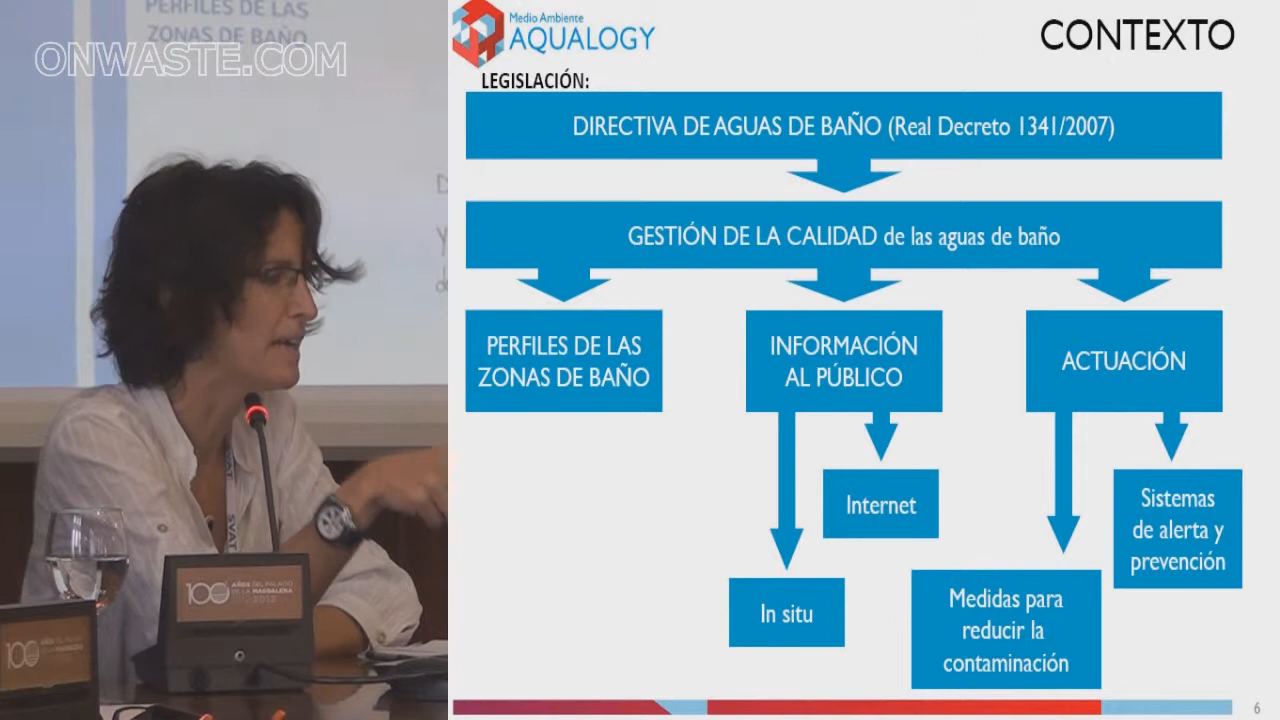 PERFILES DE LAS
ZONAS DE BAÑO
ONWASTE.COM
SVAT
100 AÑOS DEL PALACIO
DE LA MAGDALENA
2012
100
Medio Ambiente
AQUALOGY
CONTEXTO
LEGISLACIÓN:
DIRECTIVA DE AGUAS DE BAÑO (Real Decreto 1341/2007)
GESTIÓN DE LA CALIDAD de las aguas de baño
PERFILES DE LAS
ZONAS DE BAÑO
INFORMACIÓN
AL PÚBLICO
ACTUACIÓN
Internet
In situ
Sistemas
de alerta y
prevención
Medidas para
reducir la
contaminación
6